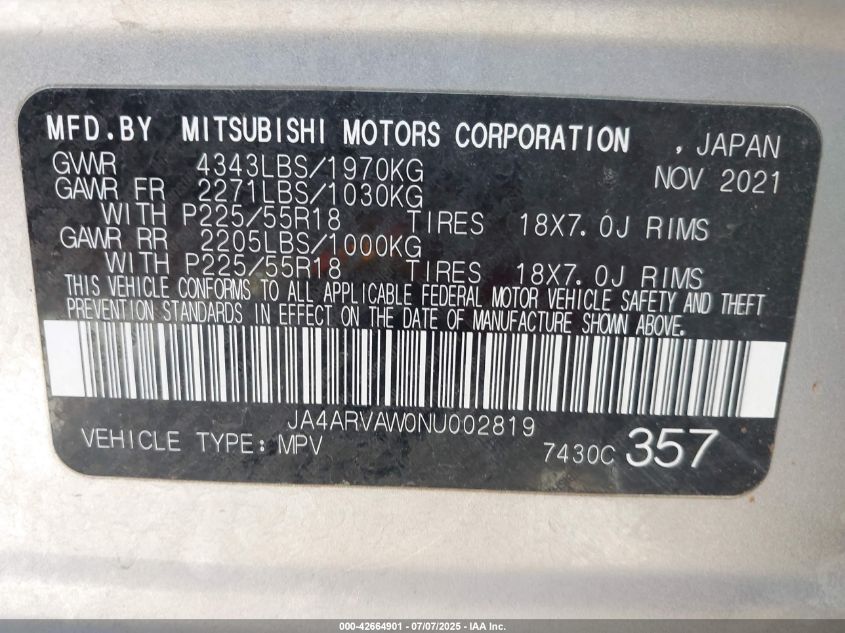 MFD.BY MITSUBISHI MOTORS CORPORATION , JAPAN
GVWR 4343LBS/1970KG NOV 2021
GAWR FR 2271LBS/1030KG
WITH P225/55R18 TIRES 18X7.0J RIMS
GAWR RR 2205LBS/1000KG
WITH P225/55R18 TIRES 18X7.0J RIMS
THIS VEHICLE CONFORMS TO ALL APPLICABLE FEDERAL MOTOR VEHICLE SAFETY AND THEFT
PREVENTION STANDARDS IN EFFECT ON THE DATE OF MANUFACTURE SHOWN ABOVE.
JA4ARVAW0NU002819
VEHICLE TYPE: MPV 7430C 357
000-42664901 / 07/07/2025 - IAA Inc.